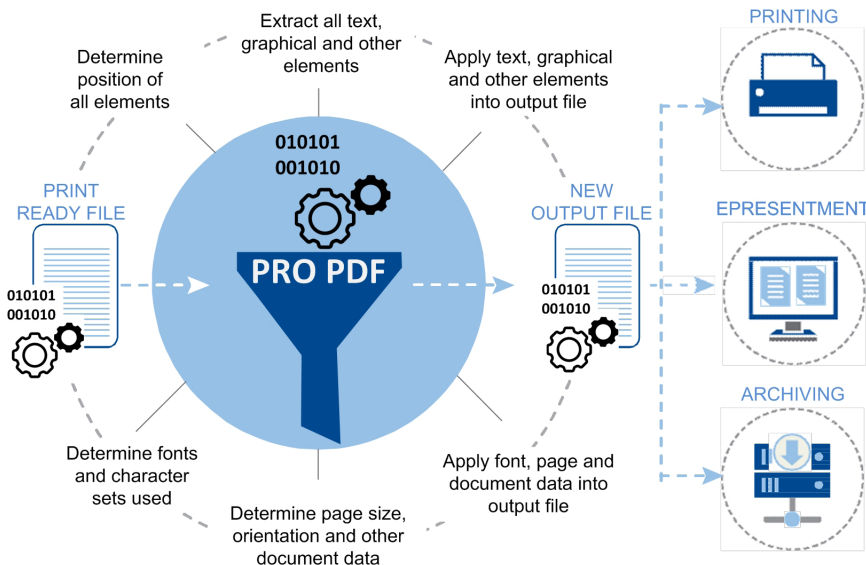 PRINTING
Extract all text,
graphical and other
elements
Determine
position of
all elements
Apply text, graphical
and other elements
into output file
010101
001010
PRINT
READY FILE
NEW
OUTPUT FILE
EPRESENTMENT
PRO PDF
010101
001010
010101
001010
ARCHIVING
Determine fonts
and character
sets used
Apply font, page and
document data into
output file
Determine page size,
orientation and other
document data